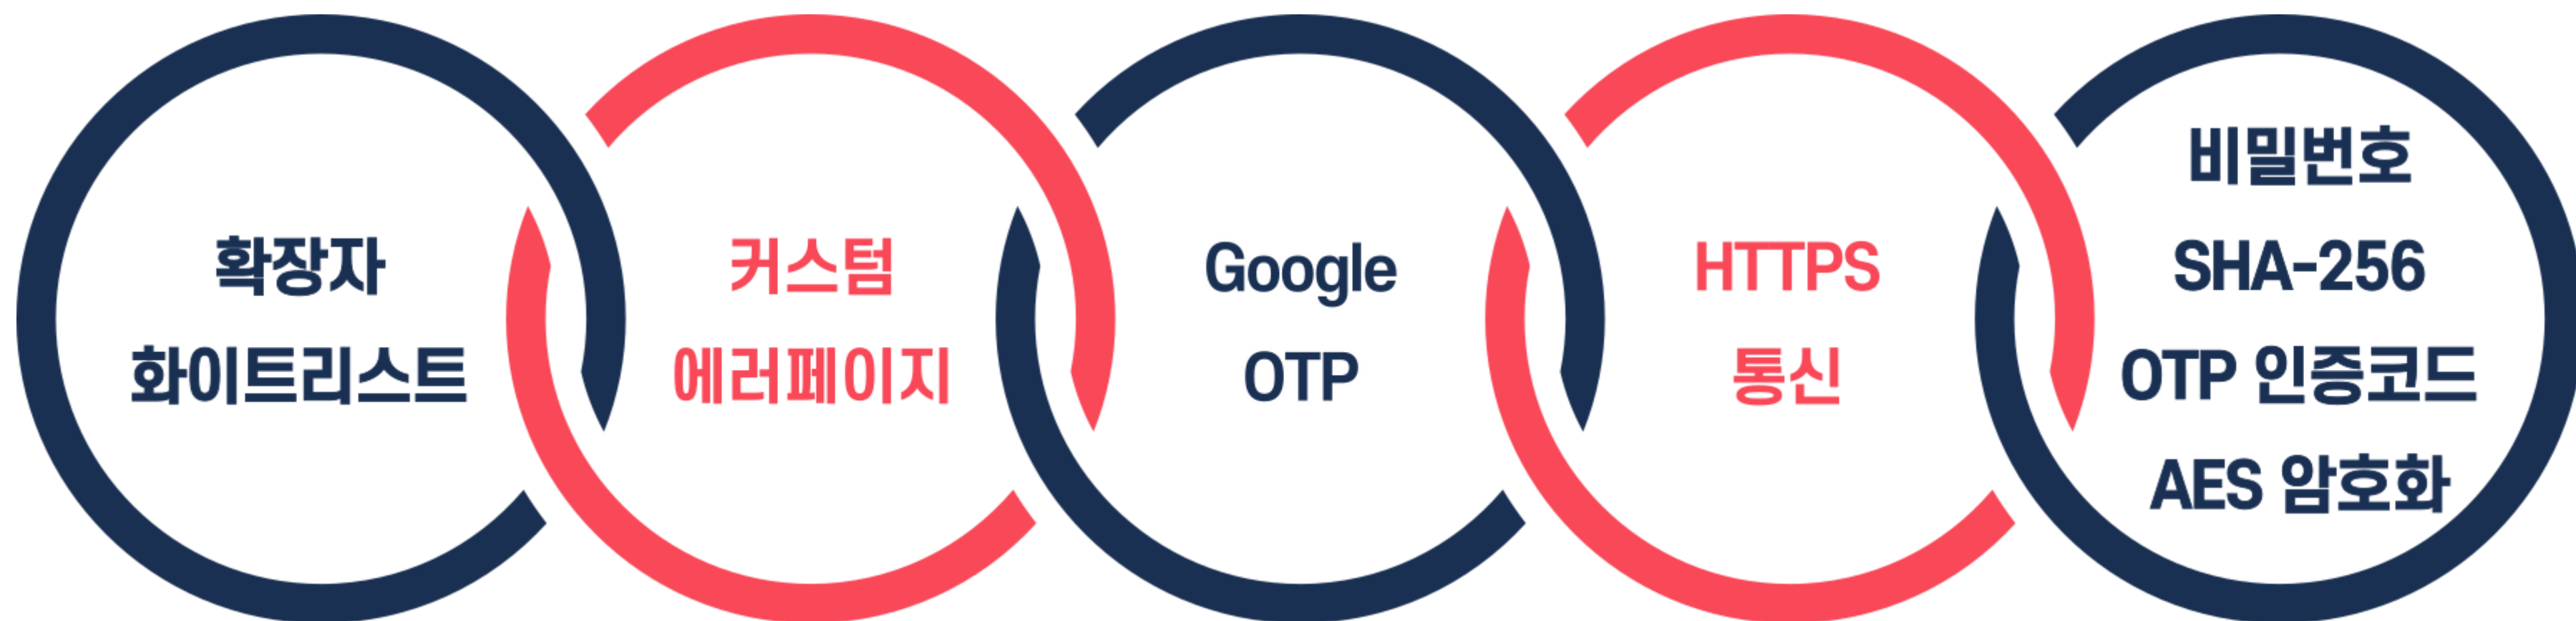 확장자
화이트리스트
커스텀
에러페이지
Google
OTP
HTTPS
통신
비밀번호
SHA-256
OTP 인증코드
AES 암호화